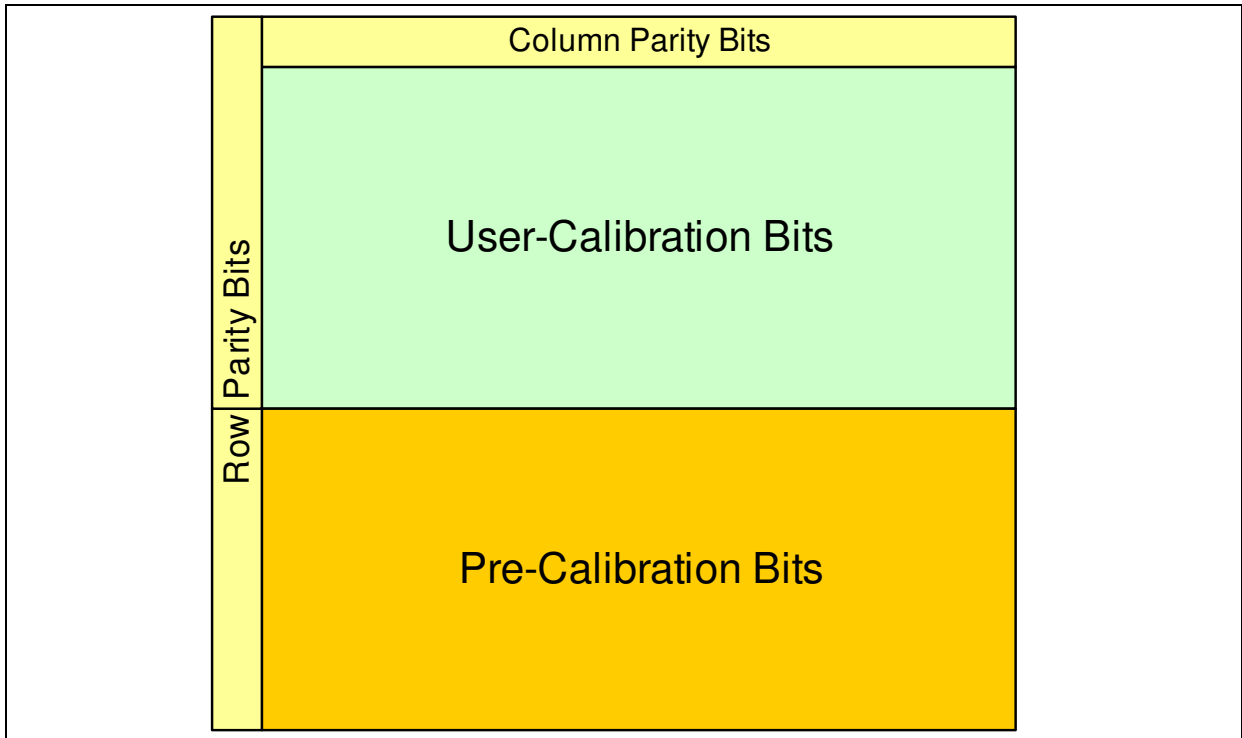 Column Parity Bits
User-Calibration Bits
Row Parity Bits
Pre-Calibration Bits